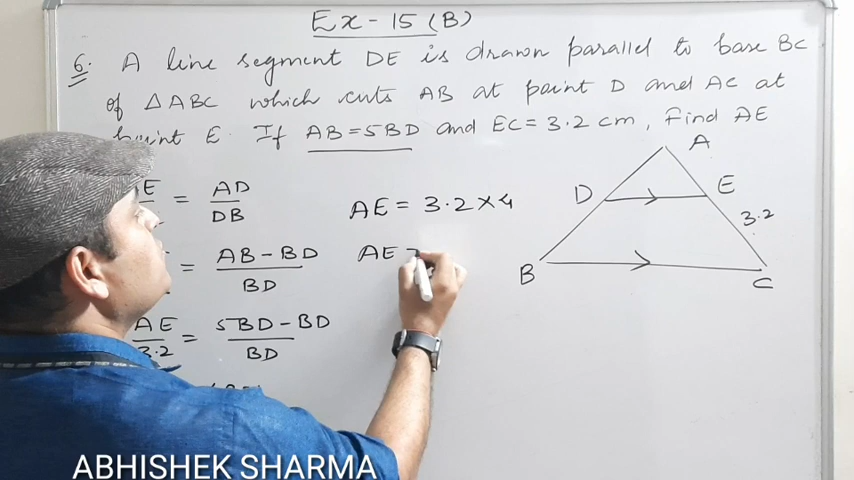 Ex - 15 (B)
6. A line segment DE is drawn parallel to base BC
of △ABC which cuts AB at point D and AC at
point E. If AB = 5BD and EC = 3.2 cm, find AE
E = AD/DB
= AB - BD/BD
AE/3.2 = 5BD - BD/BD
AE = 3.2 × 4
AE =
A
D
E
3.2
B
C
ABHISHEK SHARMA